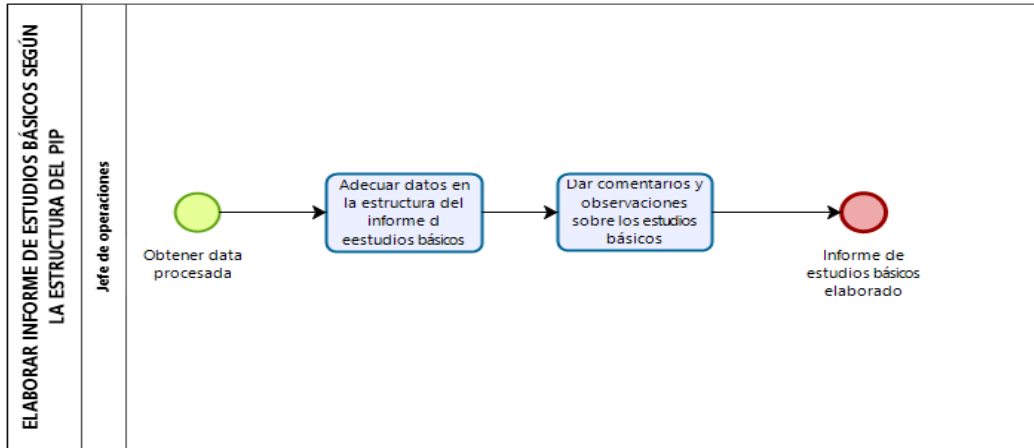 ELABORAR INFORME DE ESTUDIOS BÁSICOS SEGÚN
LA ESTRUCTURA DEL PIP
Jefe de operaciones
Obtener data
procesada
Adecuar datos en
la estructura del
informe d
eestudios básicos
Dar comentarios y
observaciones
sobre los estudios
básicos
Informe de
estudios básicos
elaborado